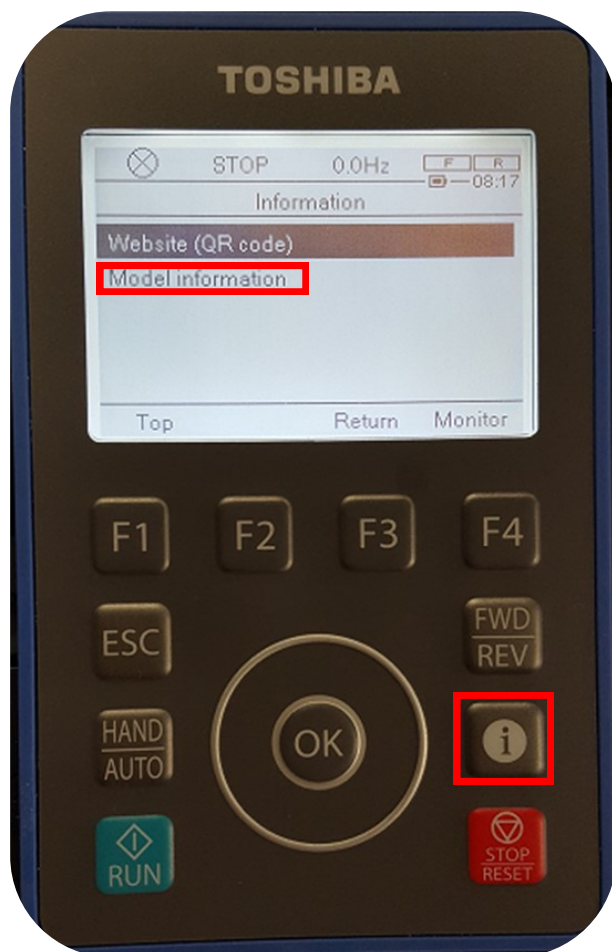 TOSHIBA
STOP 0.0Hz F R
08:17
Information
Website (QR code)
Model information
Top Return Monitor
F1 F2 F3 F4
ESC
FWD
REV
HAND
AUTO
OK
i
RUN
STOP
RESET